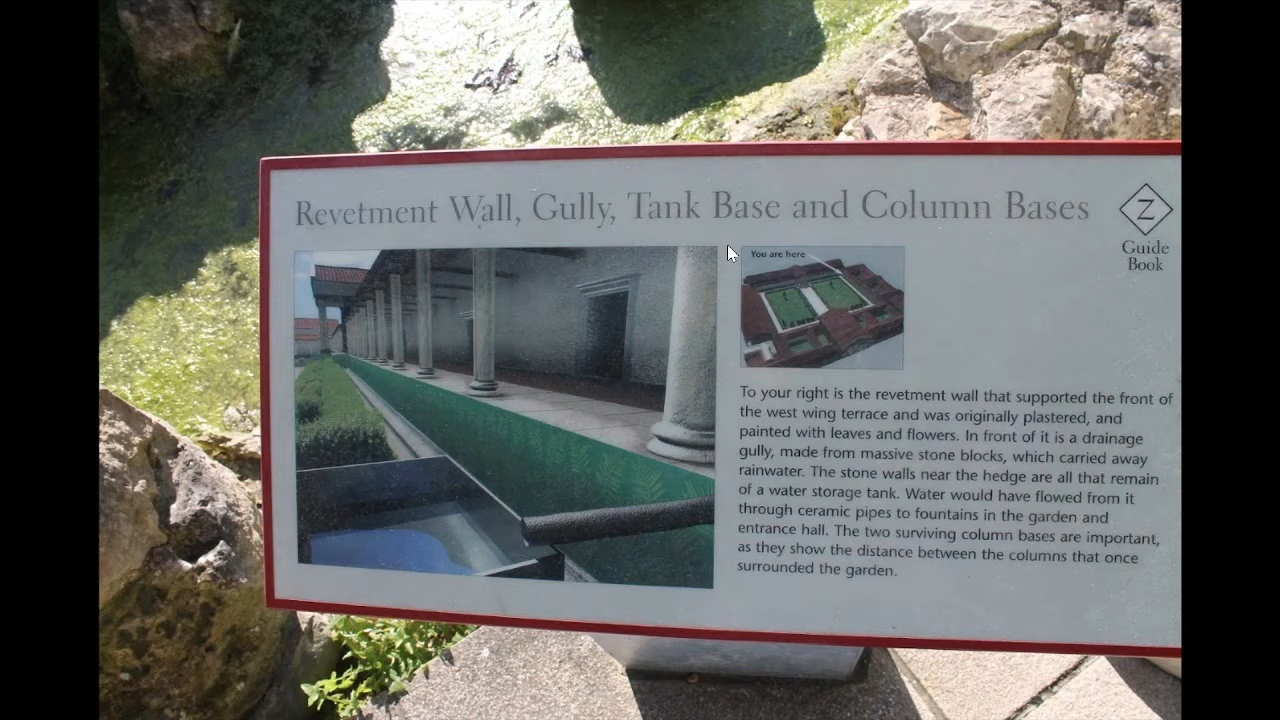 Revetment Wall, Gully, Tank Base and Column Bases
Z
Guide
Book
You are here
To your right is the revetment wall that supported the front of
the west wing terrace and was originally plastered, and
painted with leaves and flowers. In front of it is a drainage
gully, made from massive stone blocks, which carried away
rainwater. The stone walls near the hedge are all that remain
of a water storage tank. Water would have flowed from it
through ceramic pipes to fountains in the garden and
entrance hall. The two surviving column bases are important,
as they show the distance between the columns that once
surrounded the garden.